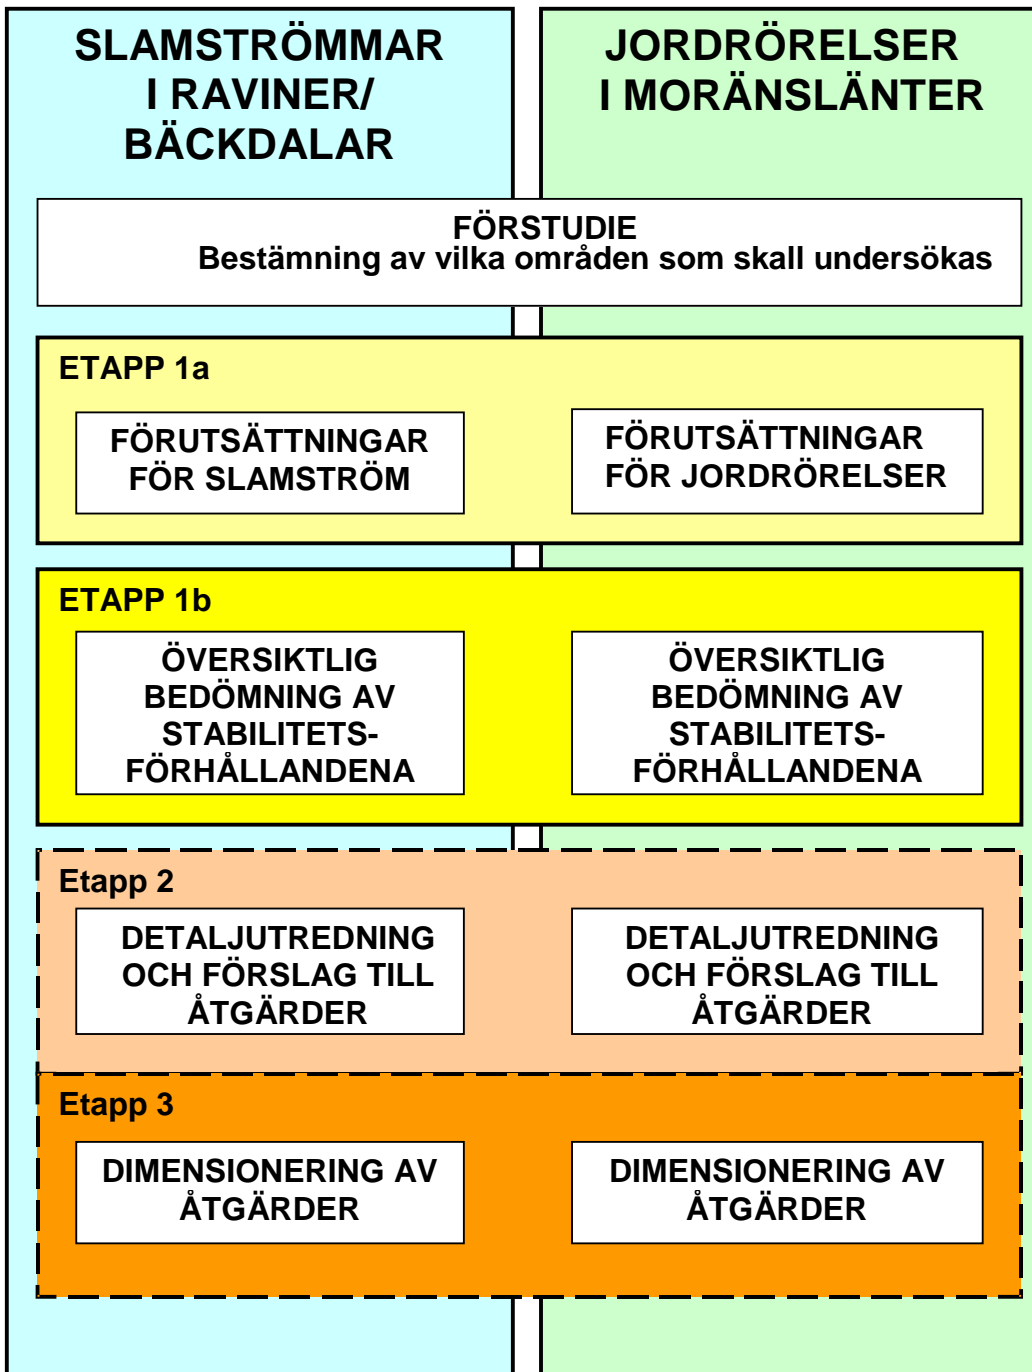 SLAMSTRÖMMAR
I RAVINER/
BÄCKDALAR
JORDRÖRELSER
I MORÄNSLÄNTER
FÖRSTUDIE
Bestämning av vilka områden som skall undersökas
ETAPP 1a
FÖRUTSÄTTNINGAR
FÖR SLAMSTRÖM
FÖRUTSÄTTNINGAR
FÖR JORDRÖRELSER
ETAPP 1b
ÖVERSIKTLIG
BEDÖMNING AV
STABILITETS-
FÖRHÅLLANDENA
ÖVERSIKTLIG
BEDÖMNING AV
STABILITETS-
FÖRHÅLLANDENA
Etapp 2
DETALJUTREDNING
OCH FÖRSLAG TILL
ÅTGÄRDER
DETALJUTREDNING
OCH FÖRSLAG TILL
ÅTGÄRDER
Etapp 3
DIMENSIONERING AV
ÅTGÄRDER
DIMENSIONERING AV
ÅTGÄRDER